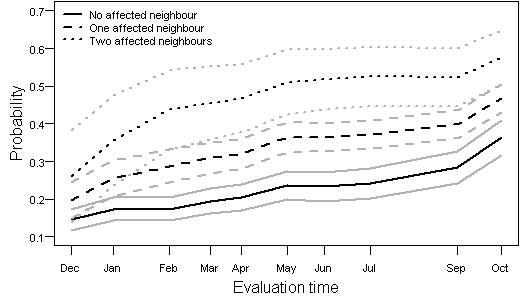 0.7
0.6
0.5
0.4
0.3
0.2
0.1
Probability
No affected neighbour
One affected neighbour
Two affected neighbours
Dec Jan Feb Mar Apr May Jun Jul Sep Oct
Evaluation time